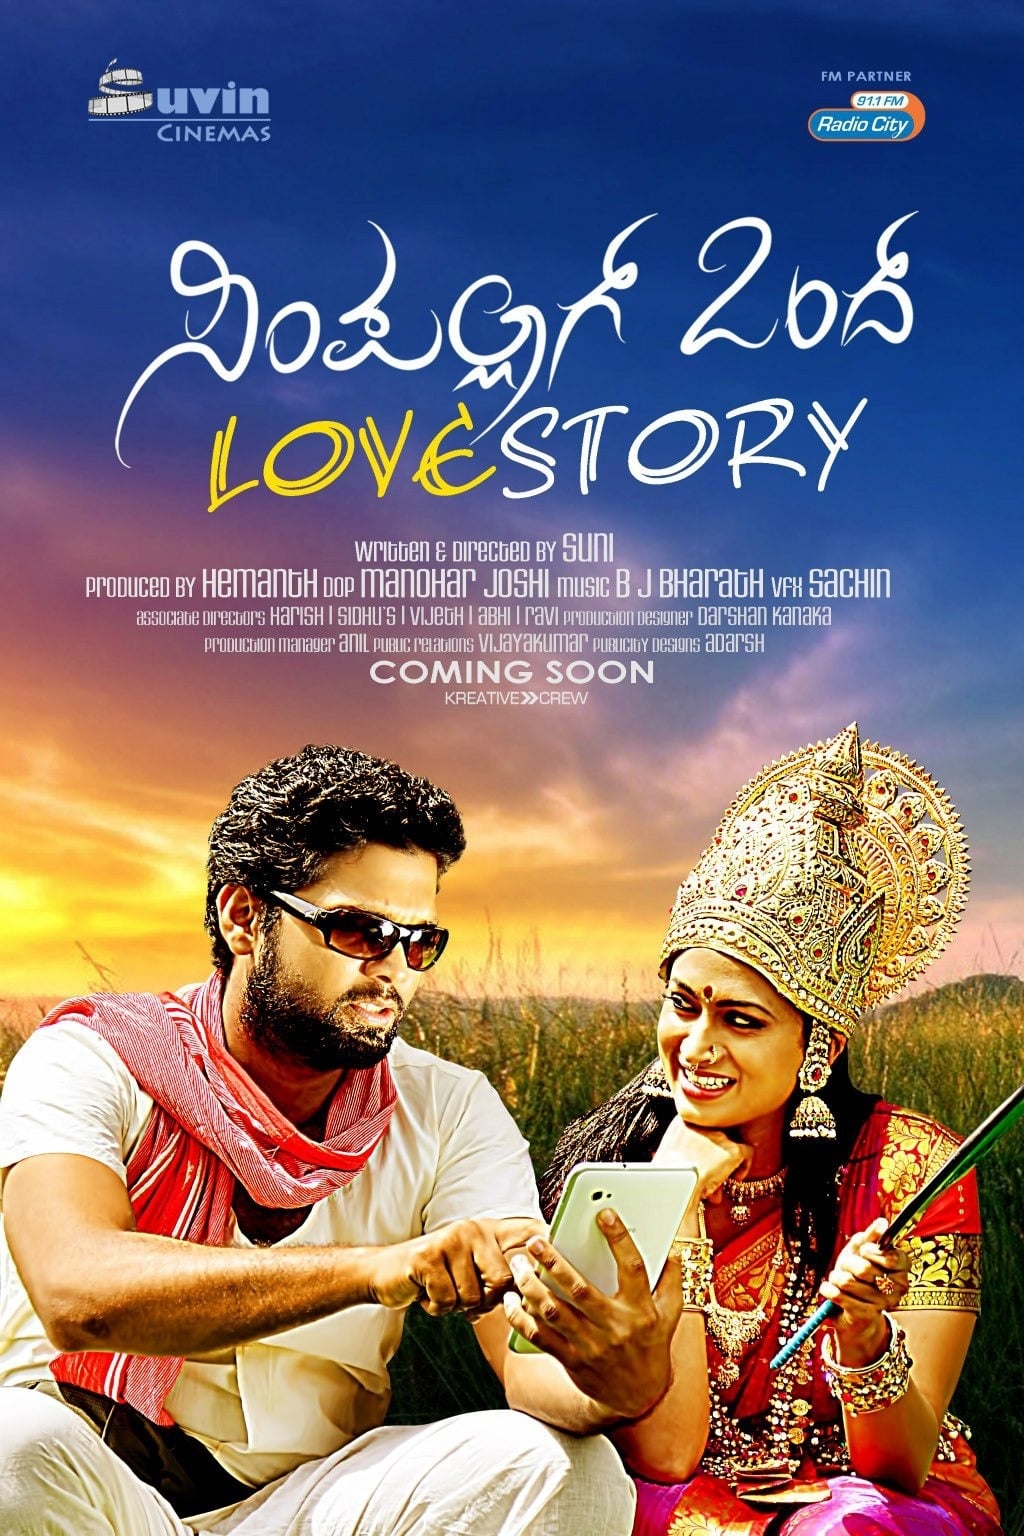 Suvin
CINEMAS
FM PARTNER
91.1 FM
Radio City
ಸಿಂಪಲ್ಲಾಗ್ ಒಂದ್
LOVE STORY
WRITTEN & DIRECTED BY SUNI
PRODUCED BY HEMANTH DOP MANOHAR JOSHI MUSIC B J BHARATH VFX SACHIN
ASSOCIATE DIRECTORS HARISH | SIDHU'S | VIJETH | ABHI | RAVI PRODUCTION DESIGNER DARSHAN KANAKA
PRODUCTION MANAGER ANIL PUBLIC RELATIONS VIJAYAKUMAR PUBLICITY DESIGNS ADARSH
COMING SOON
KREATIVE»CREW